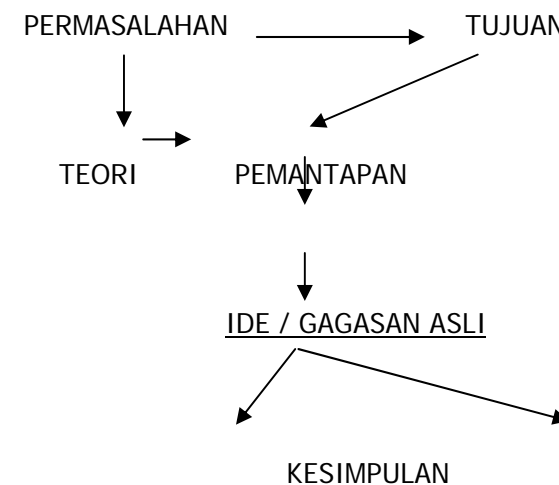 PERMASALAHAN TUJUAN
TEORI PEMANTAPAN
IDE / GAGASAN ASLI
KESIMPULAN